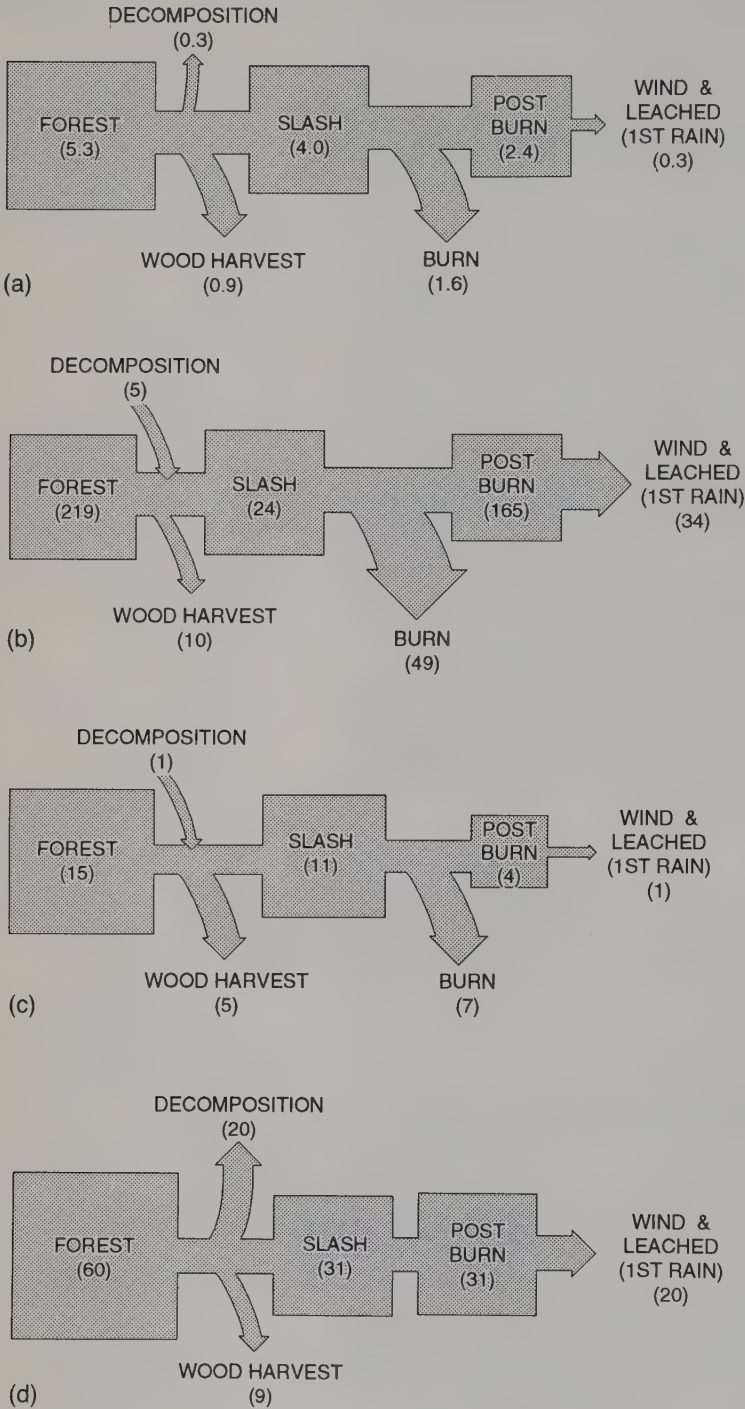 DECOMPOSITION
(0.3)
FOREST
(5.3)
SLASH
(4.0)
POST
BURN
(2.4)
WIND &
LEACHED
(1ST RAIN)
(0.3)
WOOD HARVEST
(0.9)
BURN
(1.6)
(a)
DECOMPOSITION
(5)
FOREST
(219)
SLASH
(24)
POST
BURN
(165)
WIND &
LEACHED
(1ST RAIN)
(34)
WOOD HARVEST
(10)
BURN
(49)
(b)
DECOMPOSITION
(1)
FOREST
(15)
SLASH
(11)
POST
BURN
(4)
WIND &
LEACHED
(1ST RAIN)
(1)
WOOD HARVEST
(5)
BURN
(7)
(c)
DECOMPOSITION
(20)
FOREST
(60)
SLASH
(31)
POST
BURN
(31)
WIND &
LEACHED
(1ST RAIN)
(20)
WOOD HARVEST
(9)
(d)